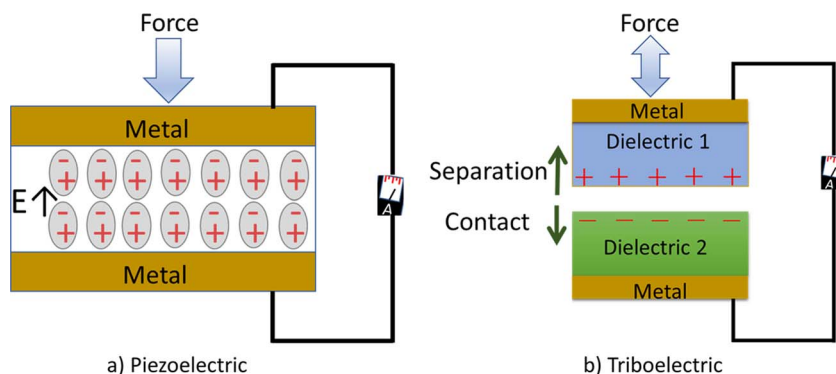 Force
Metal
E
Metal
A
a) Piezoelectric
Force
Metal
Dielectric 1
Separation
Contact
Dielectric 2
Metal
A
b) Triboelectric